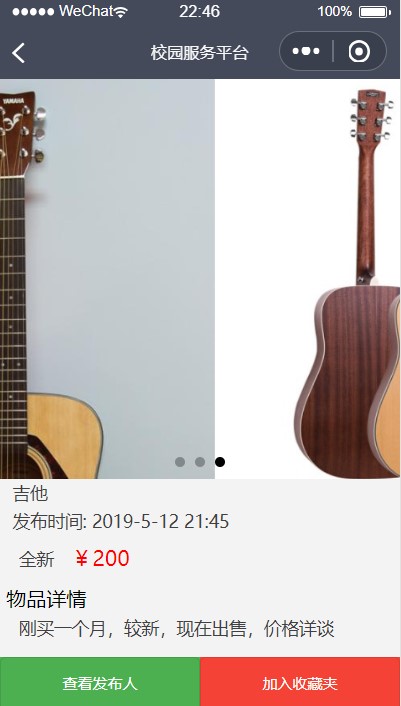 WeChat 22:46 100%
校园服务平台
YAMAHA
吉他
发布时间: 2019-5-12 21:45
全新 ¥ 200
物品详情
刚买一个月，较新，现在出售，价格详谈
查看发布人 加入收藏夹